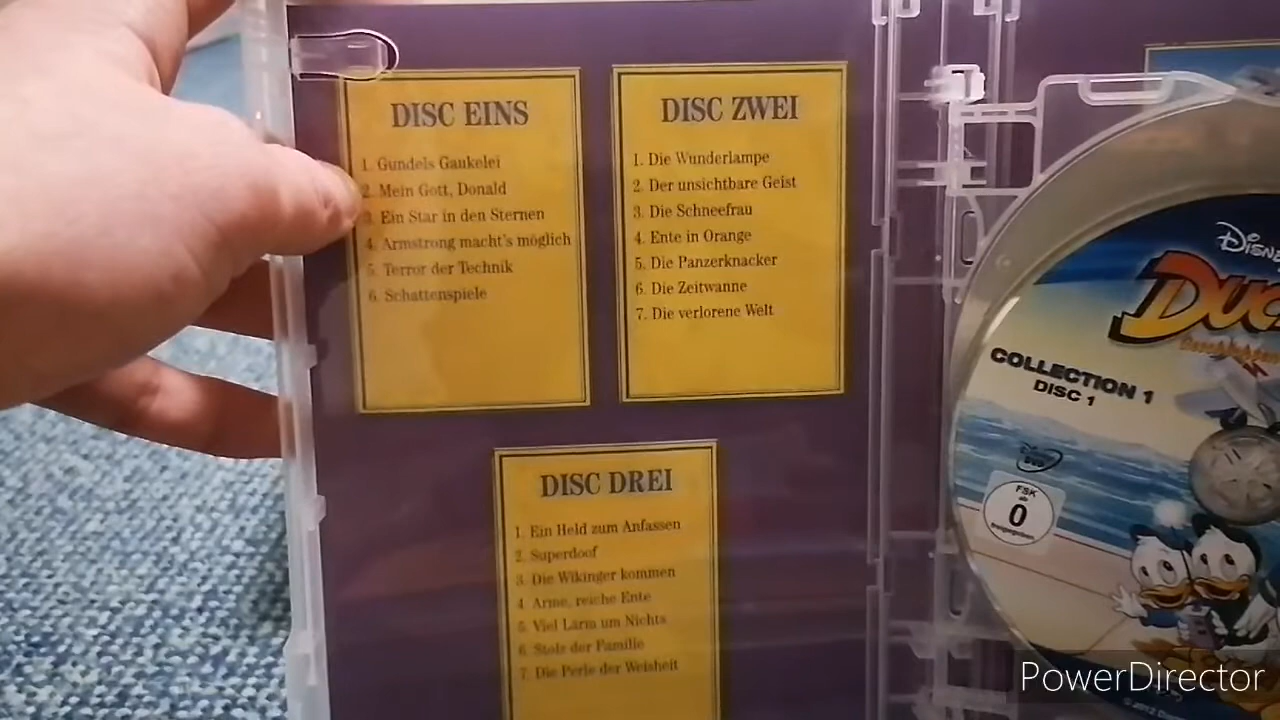 DISC EINS
1. Gundels Gaukelei
2. Mein Gott, Donald
3. Ein Star in den Sternen
4. Armstrong macht's möglich
5. Terror der Technik
6. Schattenspiele
DISC ZWEI
1. Die Wunderlampe
2. Der unsichtbare Geist
3. Die Schneefrau
4. Ente in Orange
5. Die Panzerknacker
6. Die Zeitwanne
7. Die verlorene Welt
DISC DREI
1. Ein Held zum Anfassen
2. Superdoof
3. Die Wikinger kommen
4. Arme, reiche Ente
5. Viel Lärm um Nichts
6. Stolz der Familie
7. Die Perle der Weisheit
COLLECTION 1
DISC 1
FSK
ab
0
freigegeben
PowerDirector